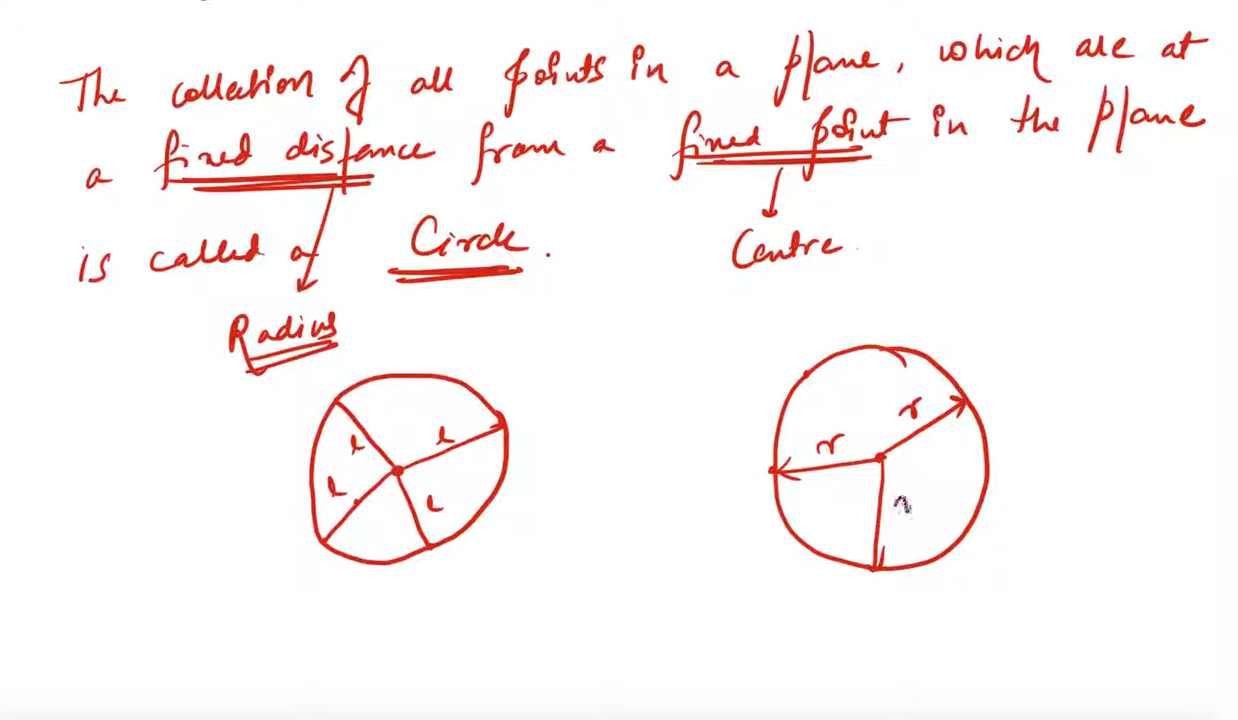 The collection of all points in a plane, which are at
a fixed distance from a fixed point in the plane
is called a Circle.
Centre
Radius
r
r
l
l
l
l